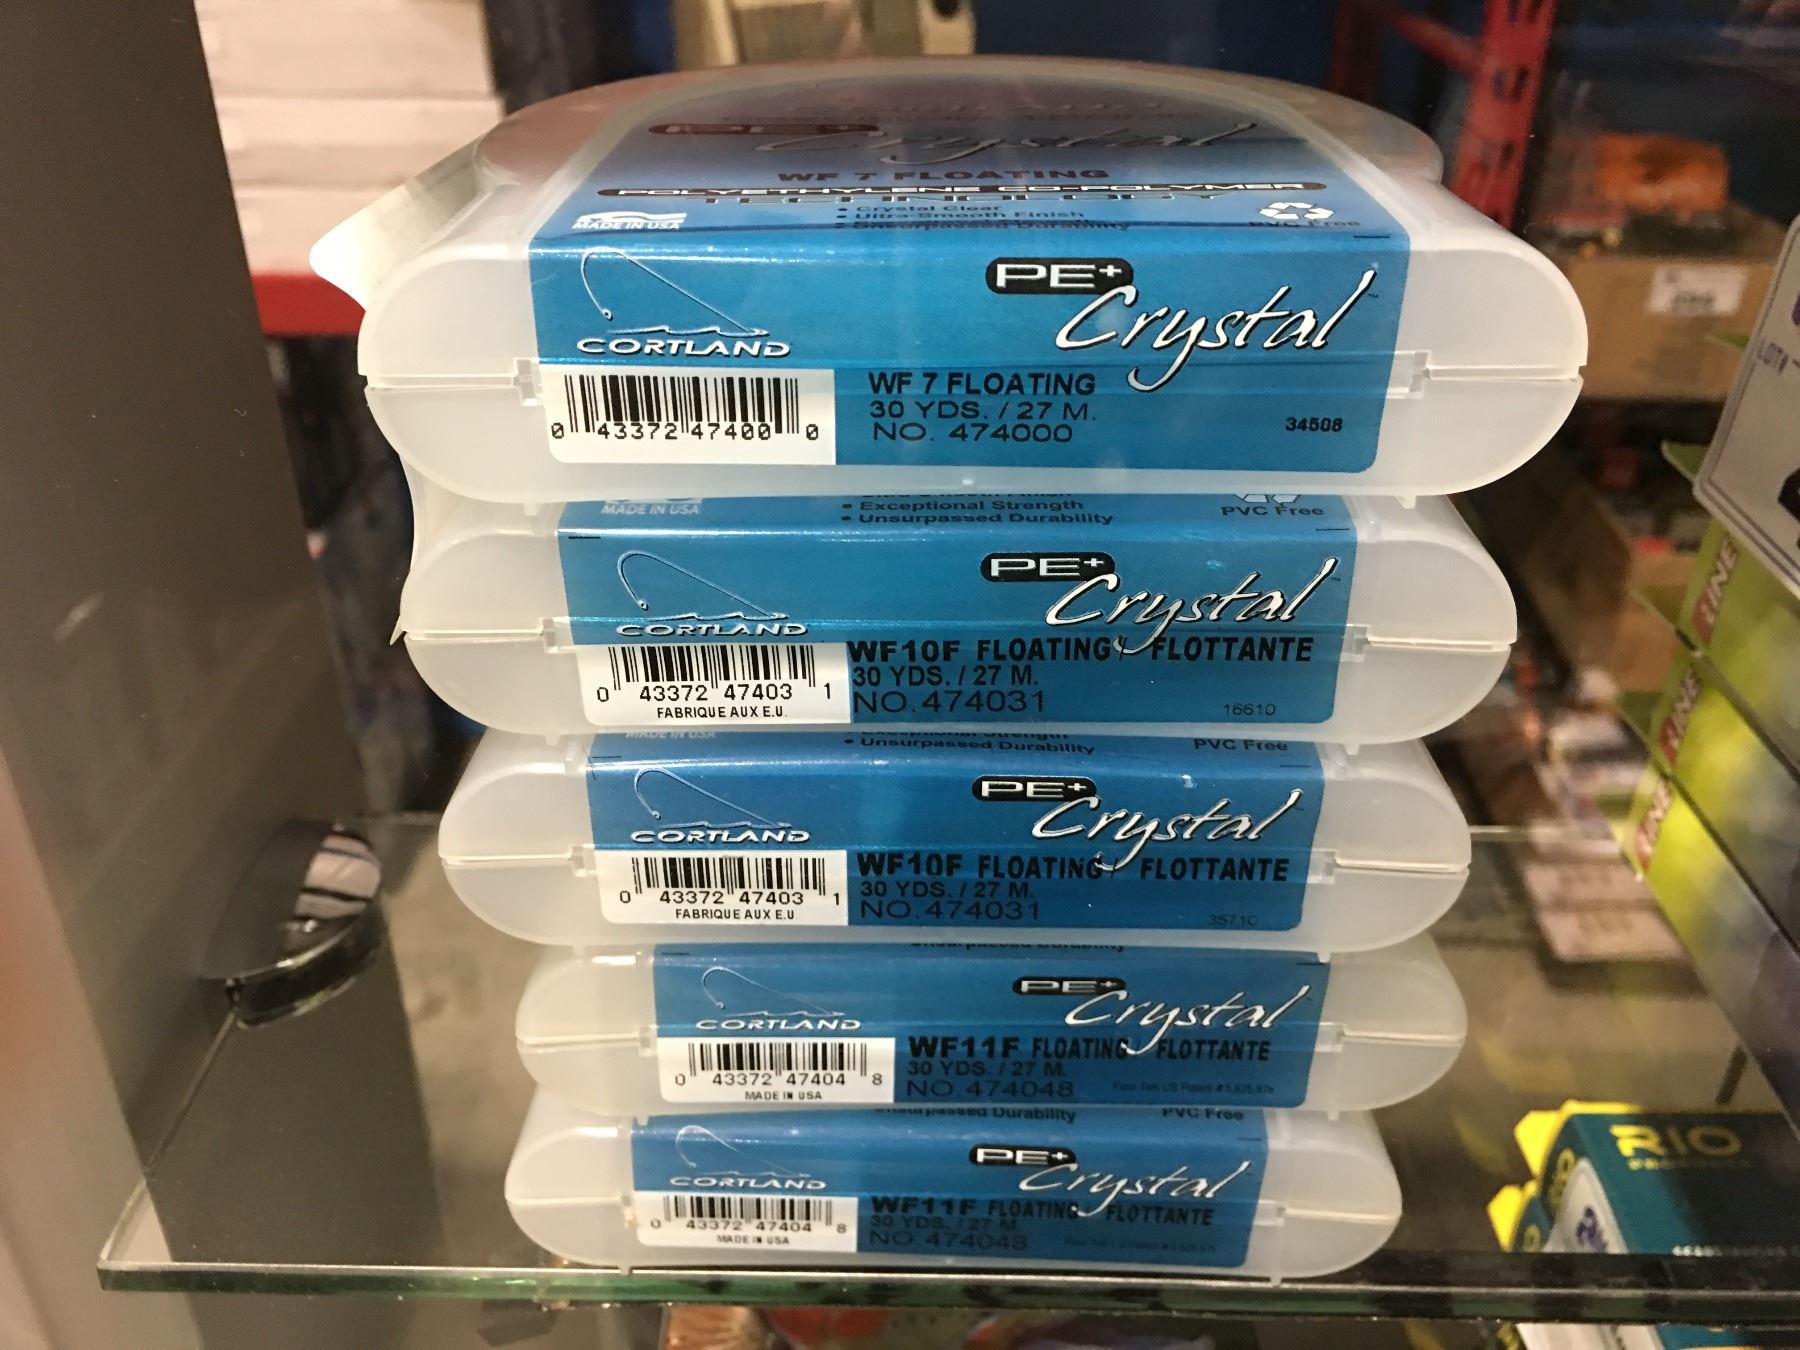 PE+ Crystal
WF 7 FLOATING
POLYETHYLENE CO-POLYMER
TECHNOLOGY
• Crystal Clear
• Ultra-Smooth Finish
• Unsurpassed Durability
MADE IN USA
PVC Free
PE+
Crystal
CORTLAND
WF 7 FLOATING
30 YDS. / 27 M.
NO. 474000
34508
0 43372 47400 0
MADE IN USA
• Exceptional Strength
• Unsurpassed Durability
PVC Free
PE+
Crystal
CORTLAND
WF10F FLOATING / FLOTTANTE
30 YDS. / 27 M.
NO. 474031
16610
0 43372 47403 1
FABRIQUE AUX E.U.
MADE IN USA
Exceptional Strength
• Unsurpassed Durability
PVC Free
PE+
Crystal
CORTLAND
WF10F FLOATING / FLOTTANTE
30 YDS. / 27 M.
NO. 474031
35710
0 43372 47403 1
FABRIQUE AUX E.U.
Unsurpassed Durability
PE+
Crystal
CORTLAND
WF11F FLOATING / FLOTTANTE
30 YDS. / 27 M.
NO. 474048
0 43372 47404 8
MADE IN USA
Unsurpassed Durability
PVC Free
PE+
Crystal
CORTLAND
WF11F FLOATING / FLOTTANTE
30 YDS. / 27 M.
NO 474048
0 43372 47404 8
MADE IN USA
LOT#
RIO